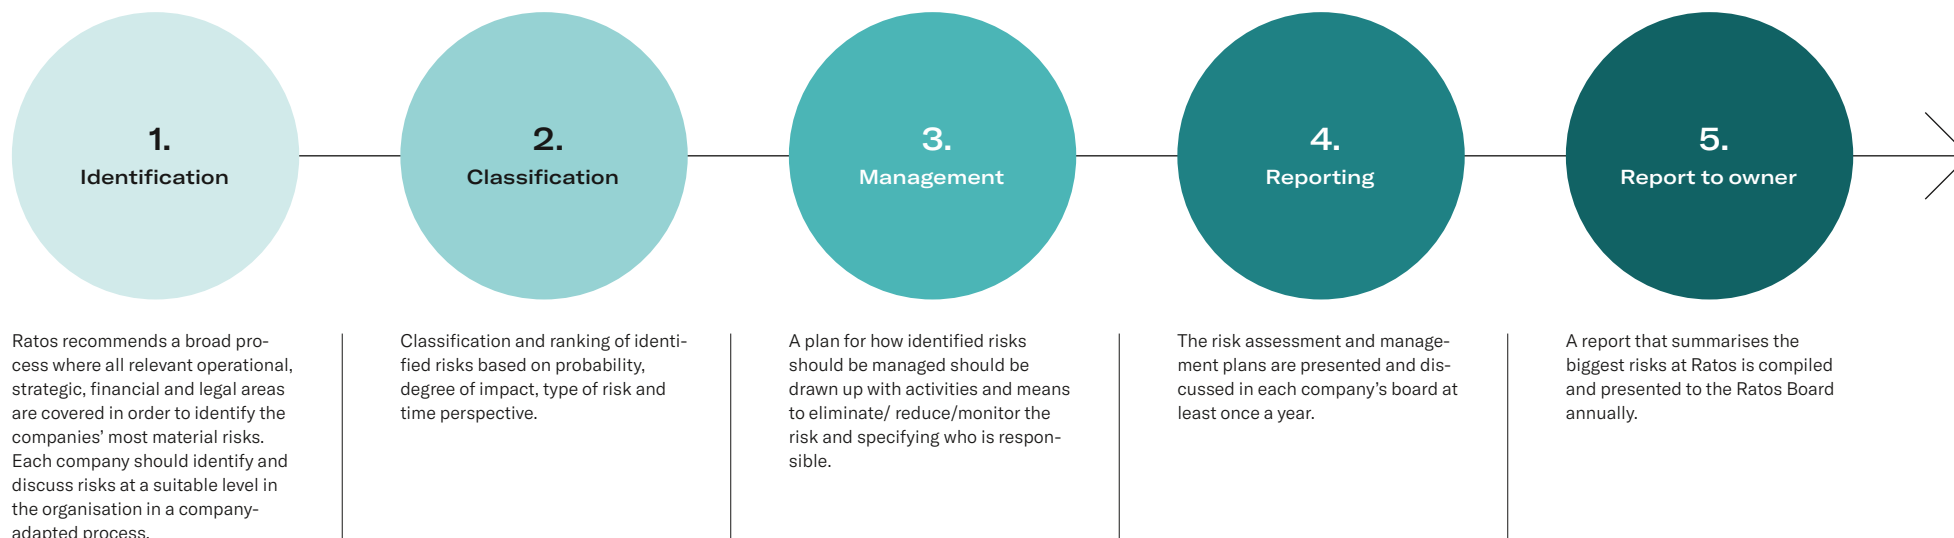 1.
Identification
Ratos recommends a broad pro-
cess where all relevant operational,
strategic, financial and legal areas
are covered in order to identify the
companies’ most material risks.
Each company should identify and
discuss risks at a suitable level in
the organisation in a company-
adapted process.
2.
Classification
Classification and ranking of identi-
fied risks based on probability,
degree of impact, type of risk and
time perspective.
3.
Management
A plan for how identified risks
should be managed should be
drawn up with activities and means
to eliminate/ reduce/monitor the
risk and specifying who is respon-
sible.
4.
Reporting
The risk assessment and manage-
ment plans are presented and dis-
cussed in each company’s board at
least once a year.
5.
Report to owner
A report that summarises the
biggest risks at Ratos is compiled
and presented to the Ratos Board
annually.